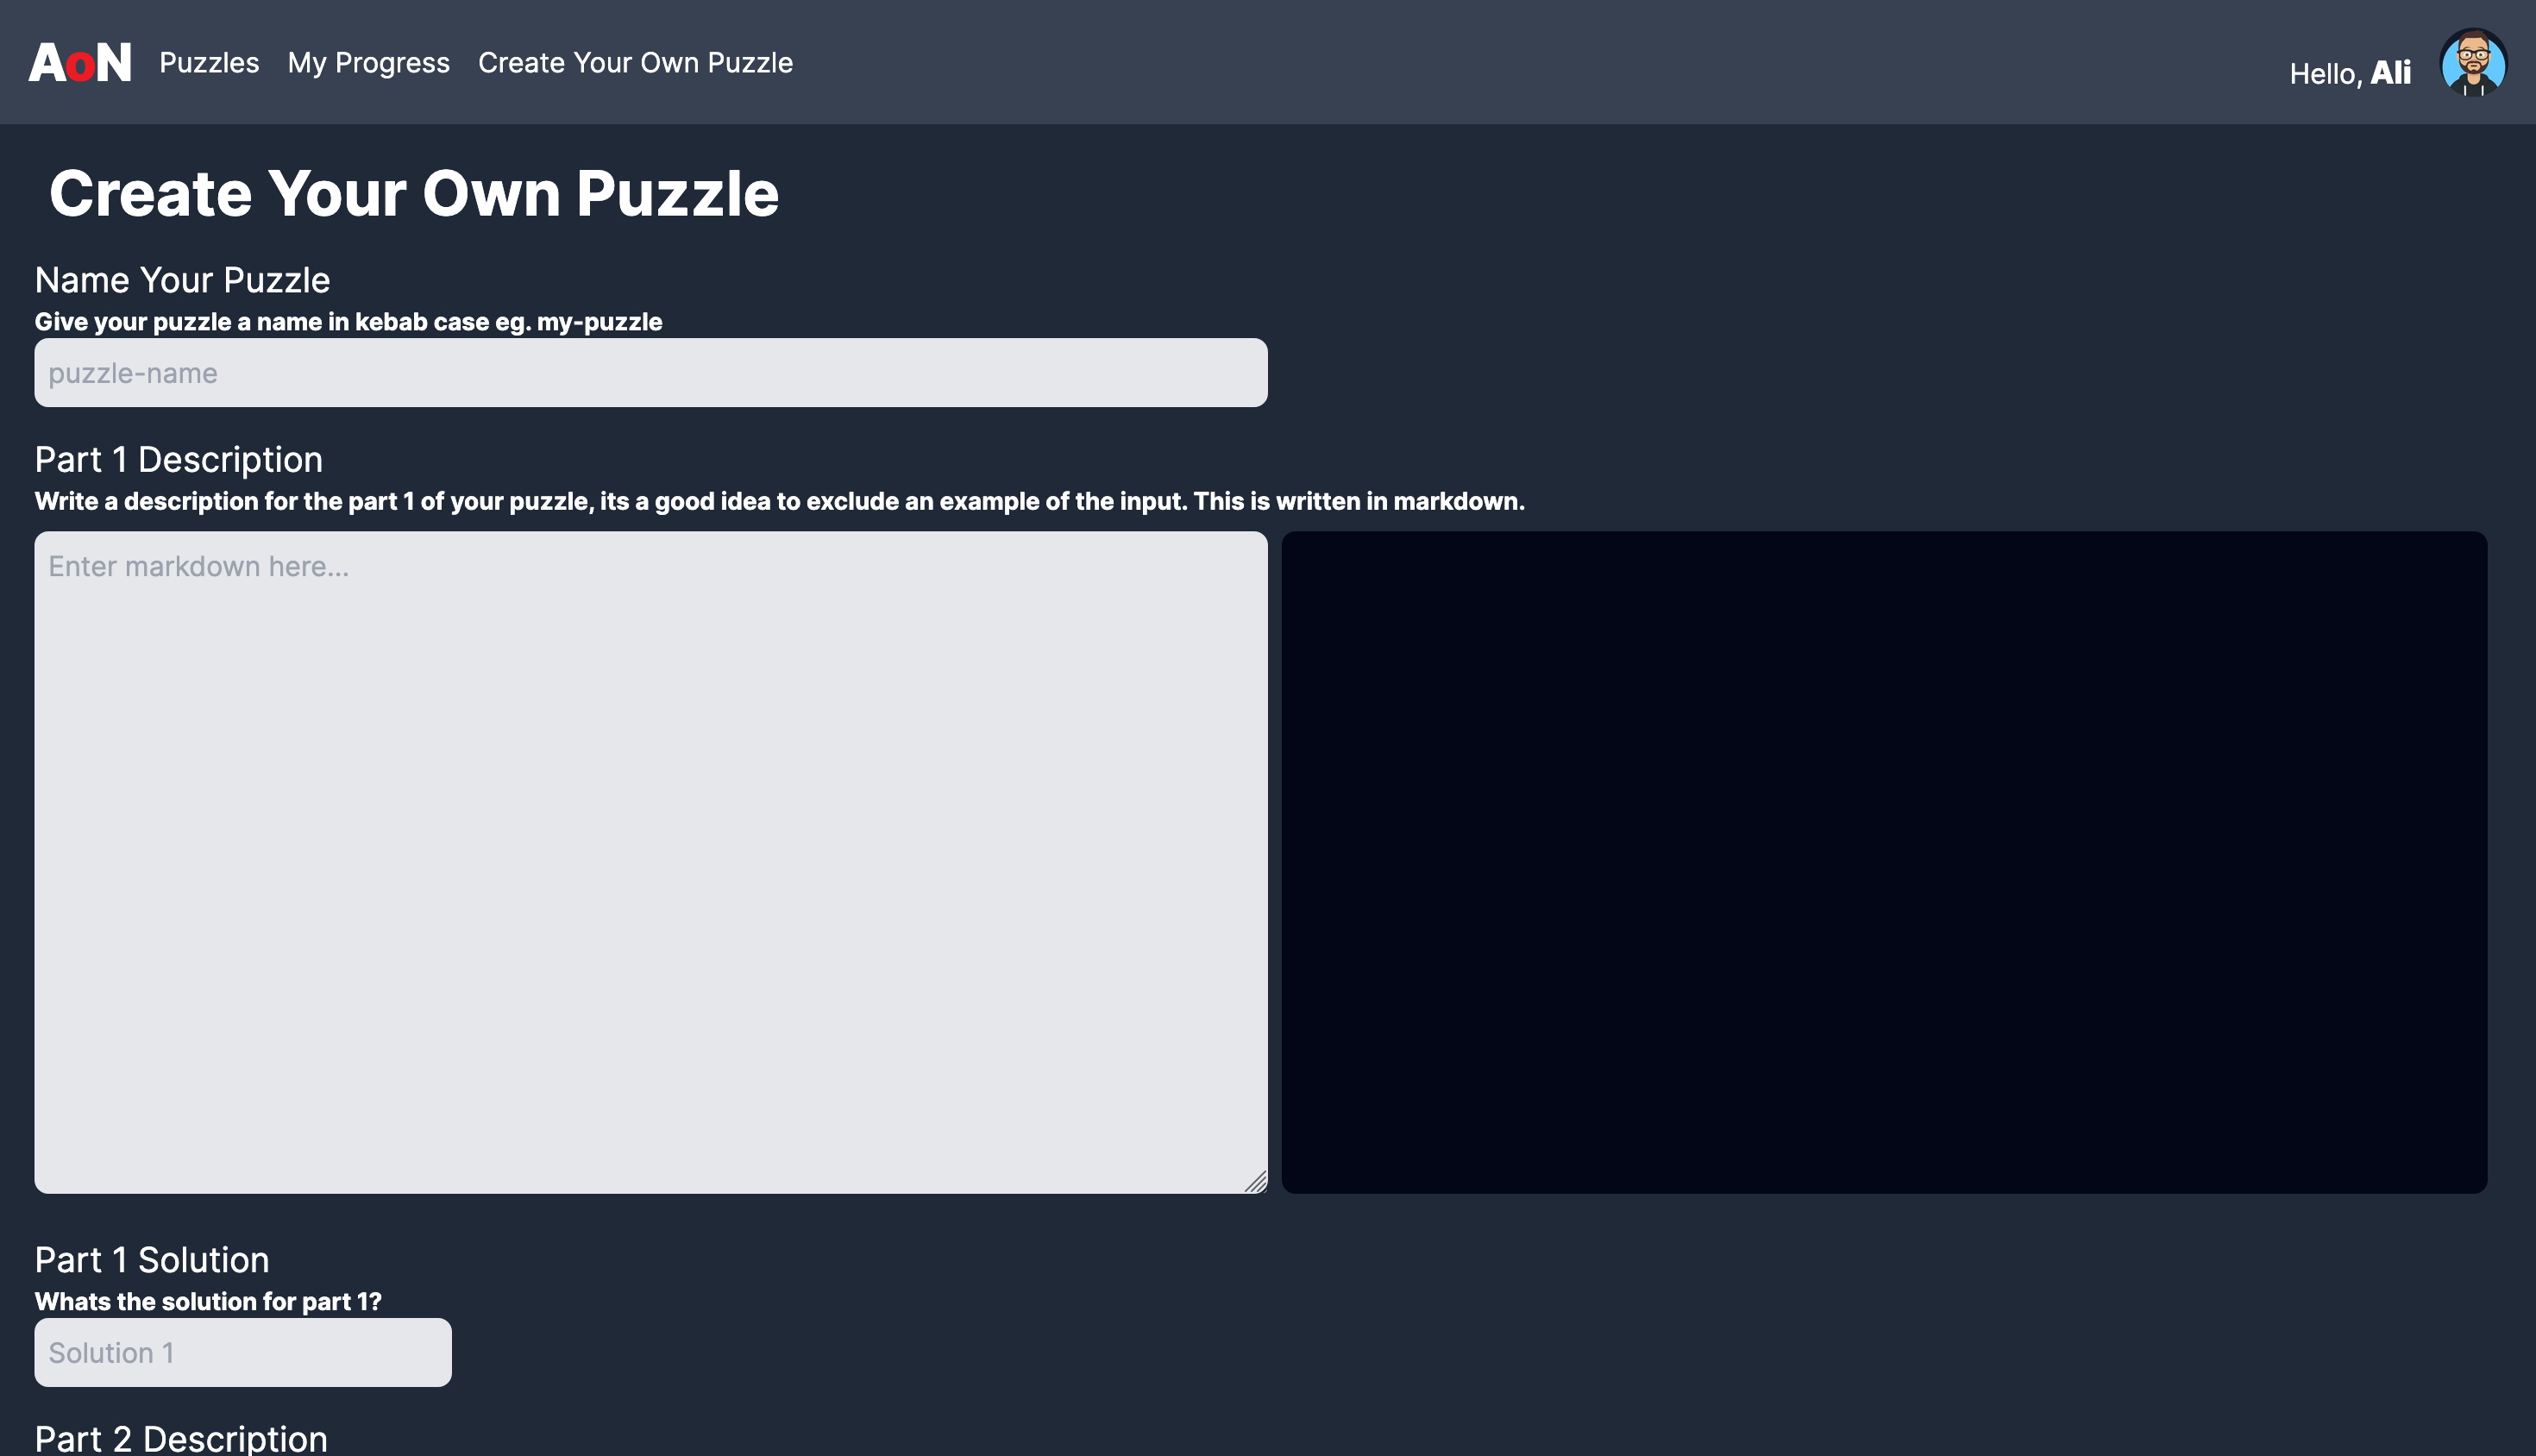 AoN Puzzles My Progress Create Your Own Puzzle Hello, Ali
Create Your Own Puzzle
Name Your Puzzle
Give your puzzle a name in kebab case eg. my-puzzle
puzzle-name
Part 1 Description
Write a description for the part 1 of your puzzle, its a good idea to exclude an example of the input. This is written in markdown.
Enter markdown here...
Part 1 Solution
Whats the solution for part 1?
Solution 1
Part 2 Description